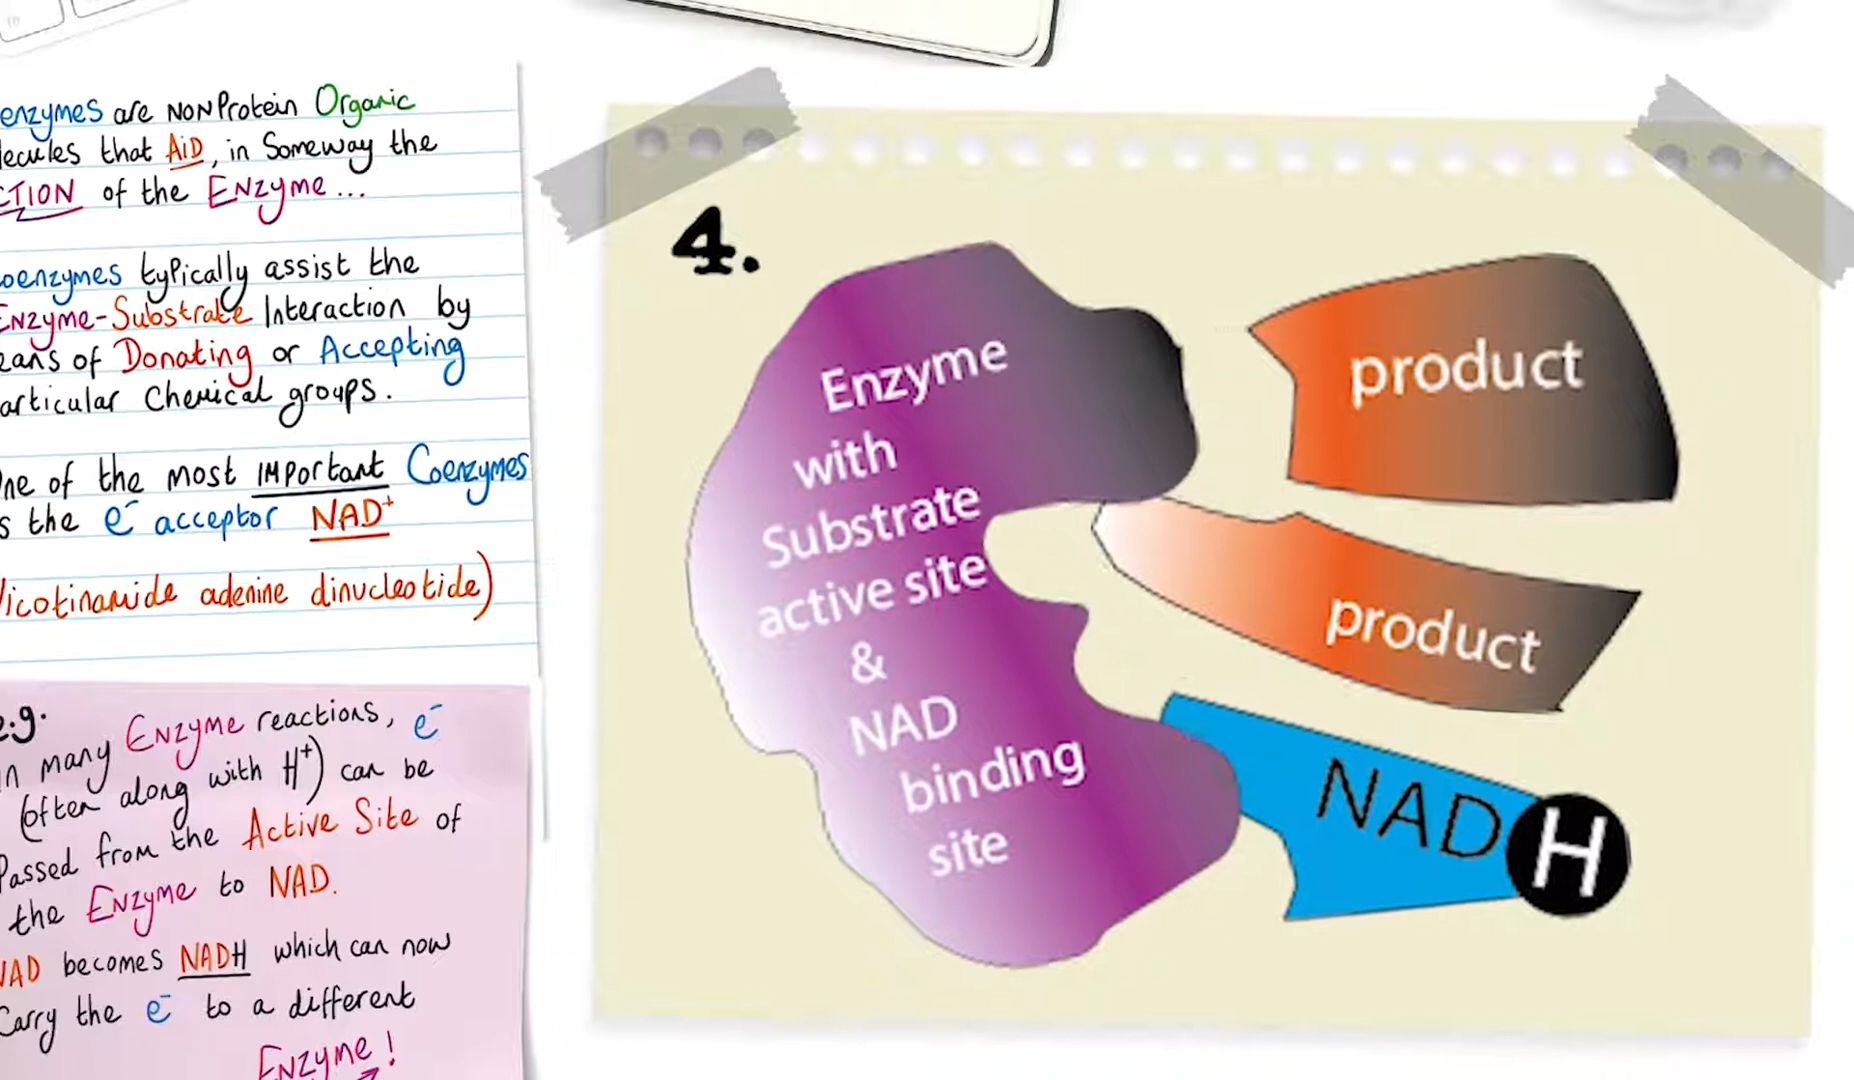 enzymes are NonProtein Organic
lecules that AiD, in Someway the
CTION of the Enzyme...
oenzymes typically assist the
Enzyme-Substrate Interaction by
eans of Donating or Accepting
articular Chemical groups.
ne of the most important Coenzymes
s the e⁻ acceptor NAD⁺
licotinamide adenine dinucleotide)
e.g.
in many Enzyme reactions, e⁻
(often along with H⁺) can be
Passed from the Active Site of
the Enzyme to NAD.
NAD becomes NADH which can now
Carry the e⁻ to a different
Enzyme!
4.
Enzyme
with
Substrate
active site
&
NAD
binding
site
product
product
NAD H